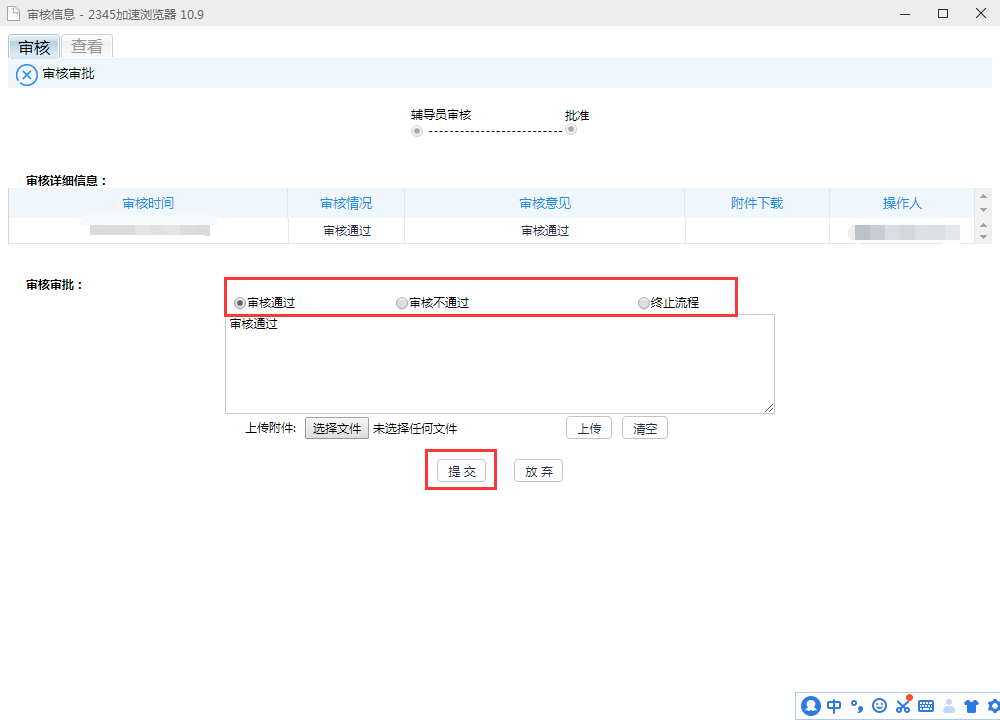 审核信息 - 2345加速浏览器 10.9
审核 查看
审核审批
辅导员审核 批准
审核详细信息：
审核时间 审核情况 审核意见 附件下载 操作人
审核通过 审核通过
审核审批：
审核通过 审核不通过 终止流程
审核通过
上传附件: 选择文件 未选择任何文件 上传 清空
提 交 放 弃
中